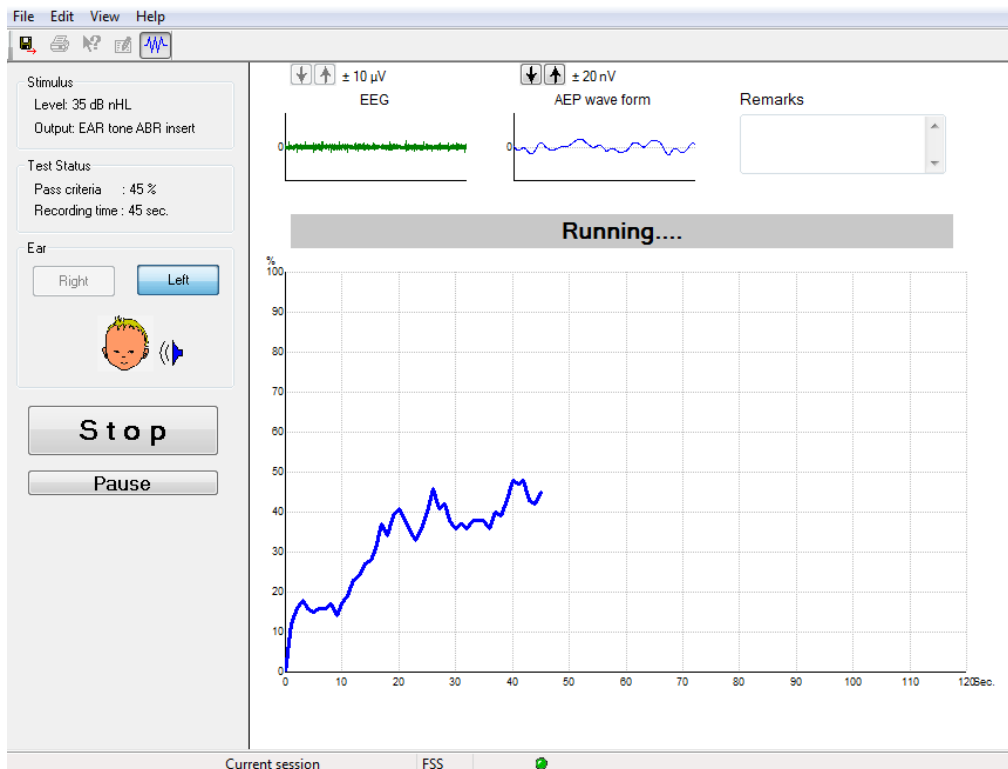 File Edit View Help
Stimulus
Level: 35 dB nHL
Output: EAR tone ABR insert
Test Status
Pass criteria : 45 %
Recording time : 45 sec.
Ear
Right Left
Stop
Pause
± 10 µV
EEG
0
± 20 nV
AEP wave form
0
Remarks
Running....
%
100
90
80
70
60
50
40
30
20
10
0
0 10 20 30 40 50 60 70 80 90 100 110 120 Sec.
Current session FSS